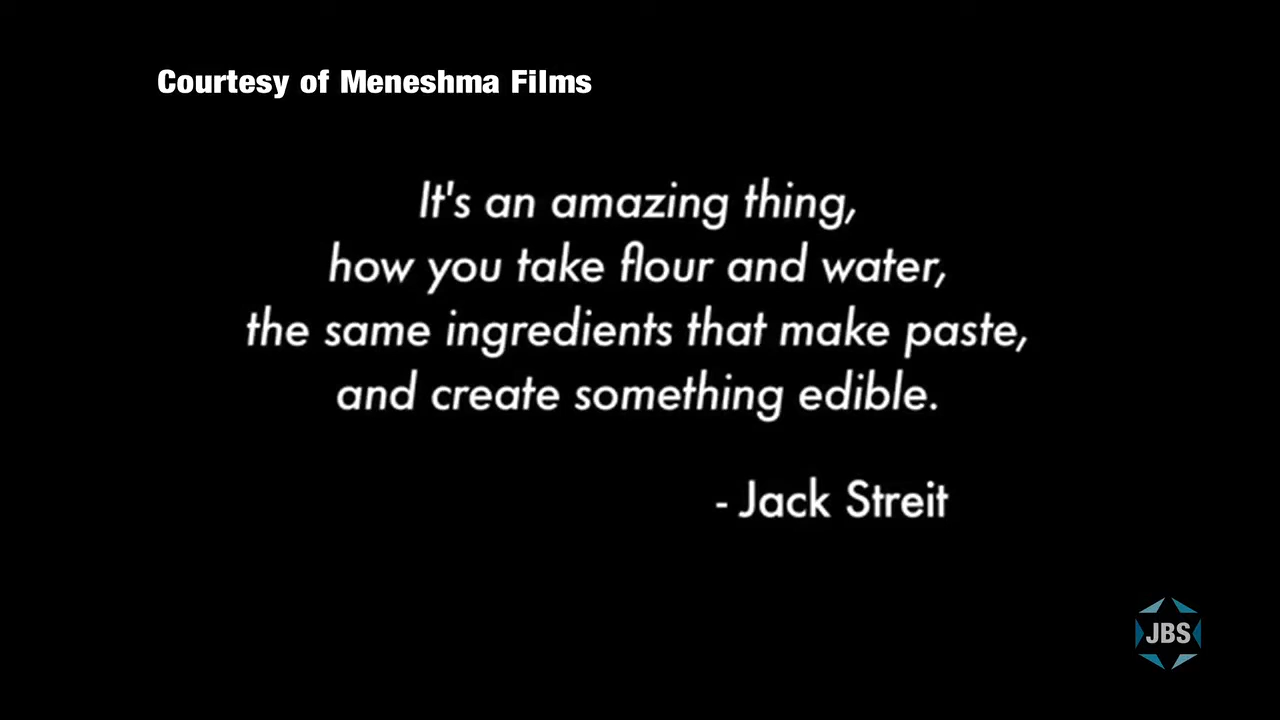 Courtesy of Meneshma Films
It's an amazing thing,
how you take flour and water,
the same ingredients that make paste,
and create something edible.
- Jack Streit
JBS